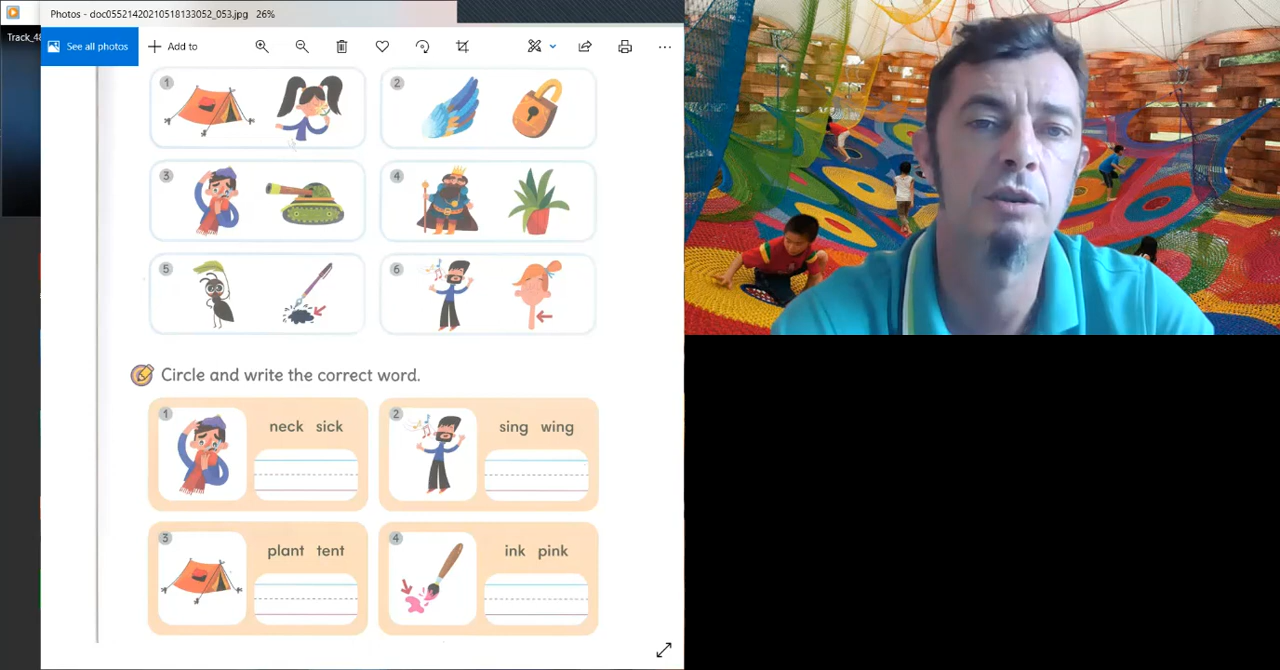 Photos - doc05521420210518133052_053.jpg 26%
Track_48
See all photos
Add to
1
2
3
4
5
6
Circle and write the correct word.
1
neck sick
2
sing wing
3
plant tent
4
ink pink